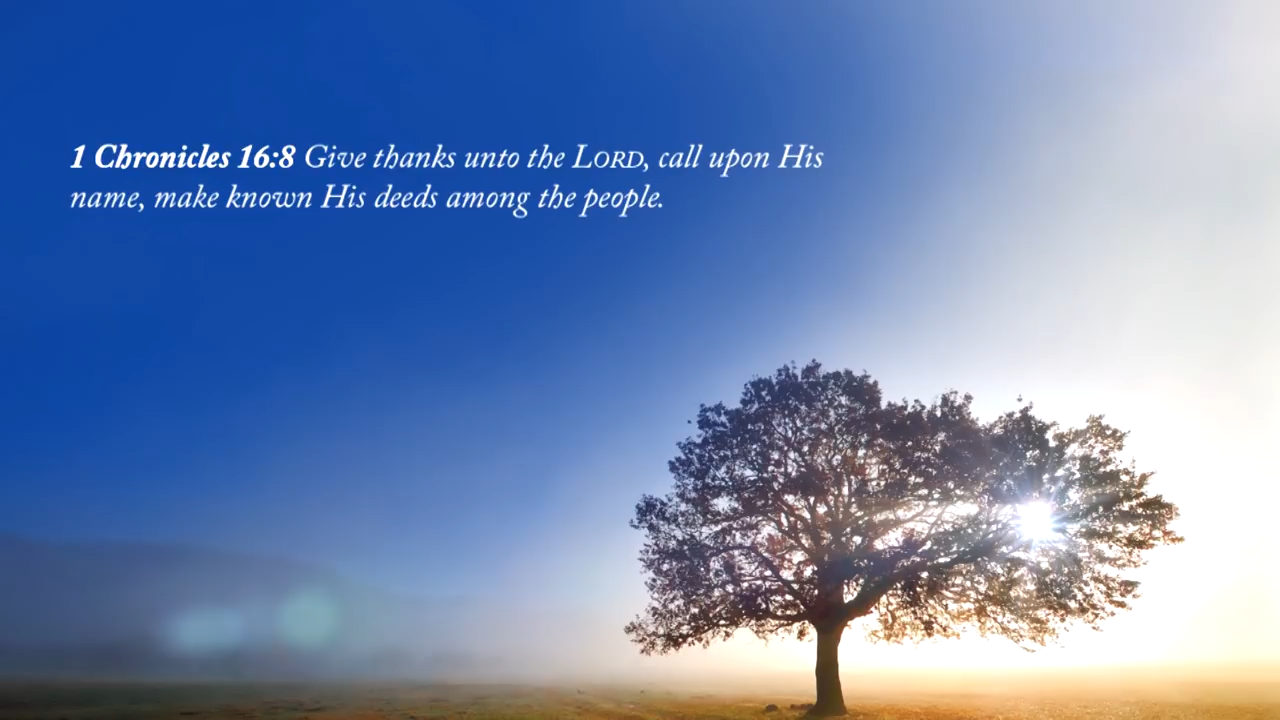 1 Chronicles 16:8 Give thanks unto the LORD, call upon His
name, make known His deeds among the people.